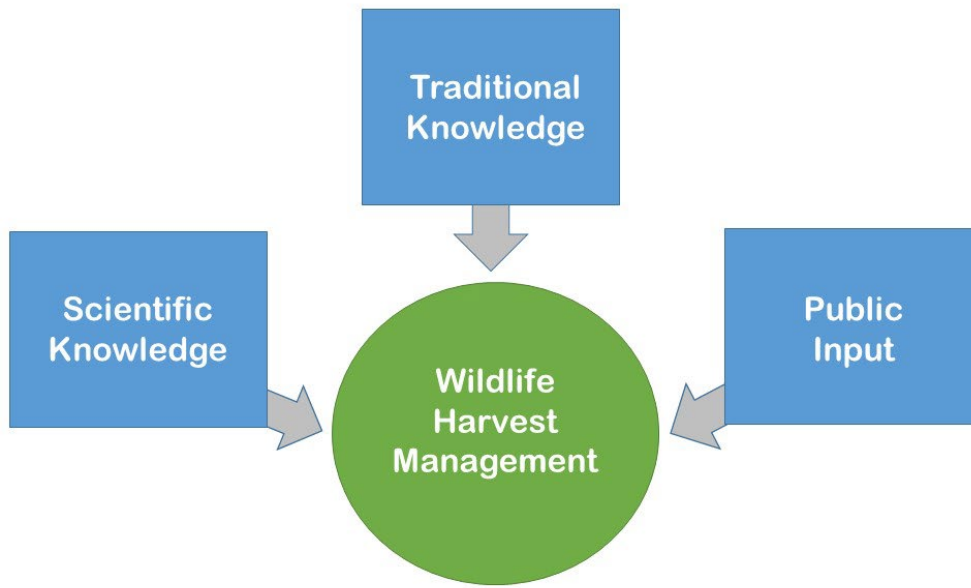 Traditional
Knowledge
Scientific
Knowledge
Public
Input
Wildlife
Harvest
Management